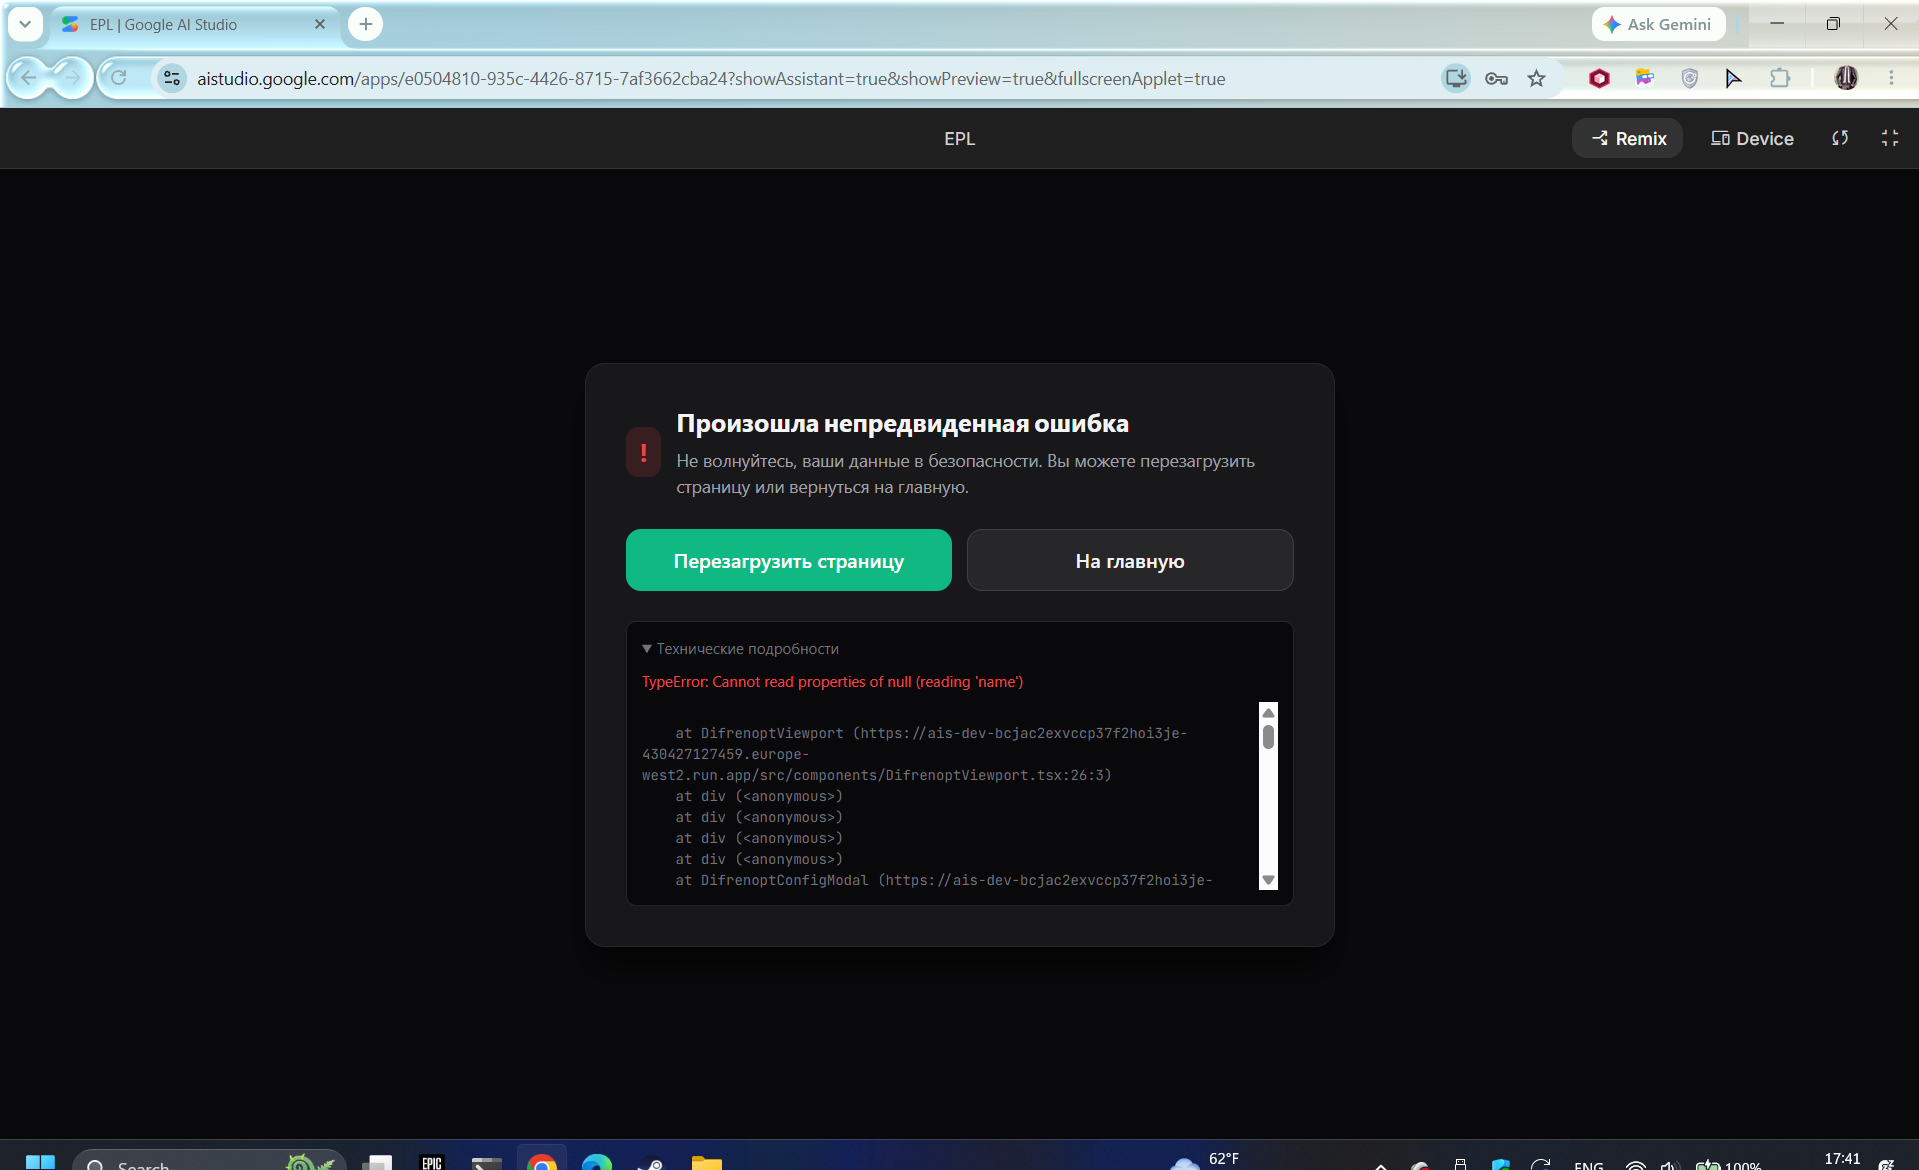 EPL | Google AI Studio
Ask Gemini
aistudio.google.com/apps/e0504810-935c-4426-8715-7af3662cba24?showAssistant=true&showPreview=true&fullscreenApplet=true
EPL
Remix
Device
!
Произошла непредвиденная ошибка
Не волнуйтесь, ваши данные в безопасности. Вы можете перезагрузить
страницу или вернуться на главную.
Перезагрузить страницу
На главную
Технические подробности
TypeError: Cannot read properties of null (reading 'name')
at DifrenoptViewport (https://ais-dev-bcjac2exvccp37f2hoi3je-
430427127459.europe-
west2.run.app/src/components/DifrenoptViewport.tsx:26:3)
at div (<anonymous>)
at div (<anonymous>)
at div (<anonymous>)
at div (<anonymous>)
at DifrenoptConfigModal (https://ais-dev-bcjac2exvccp37f2hoi3je-
Search
EPIC
62°F
ENG
100%
17:41